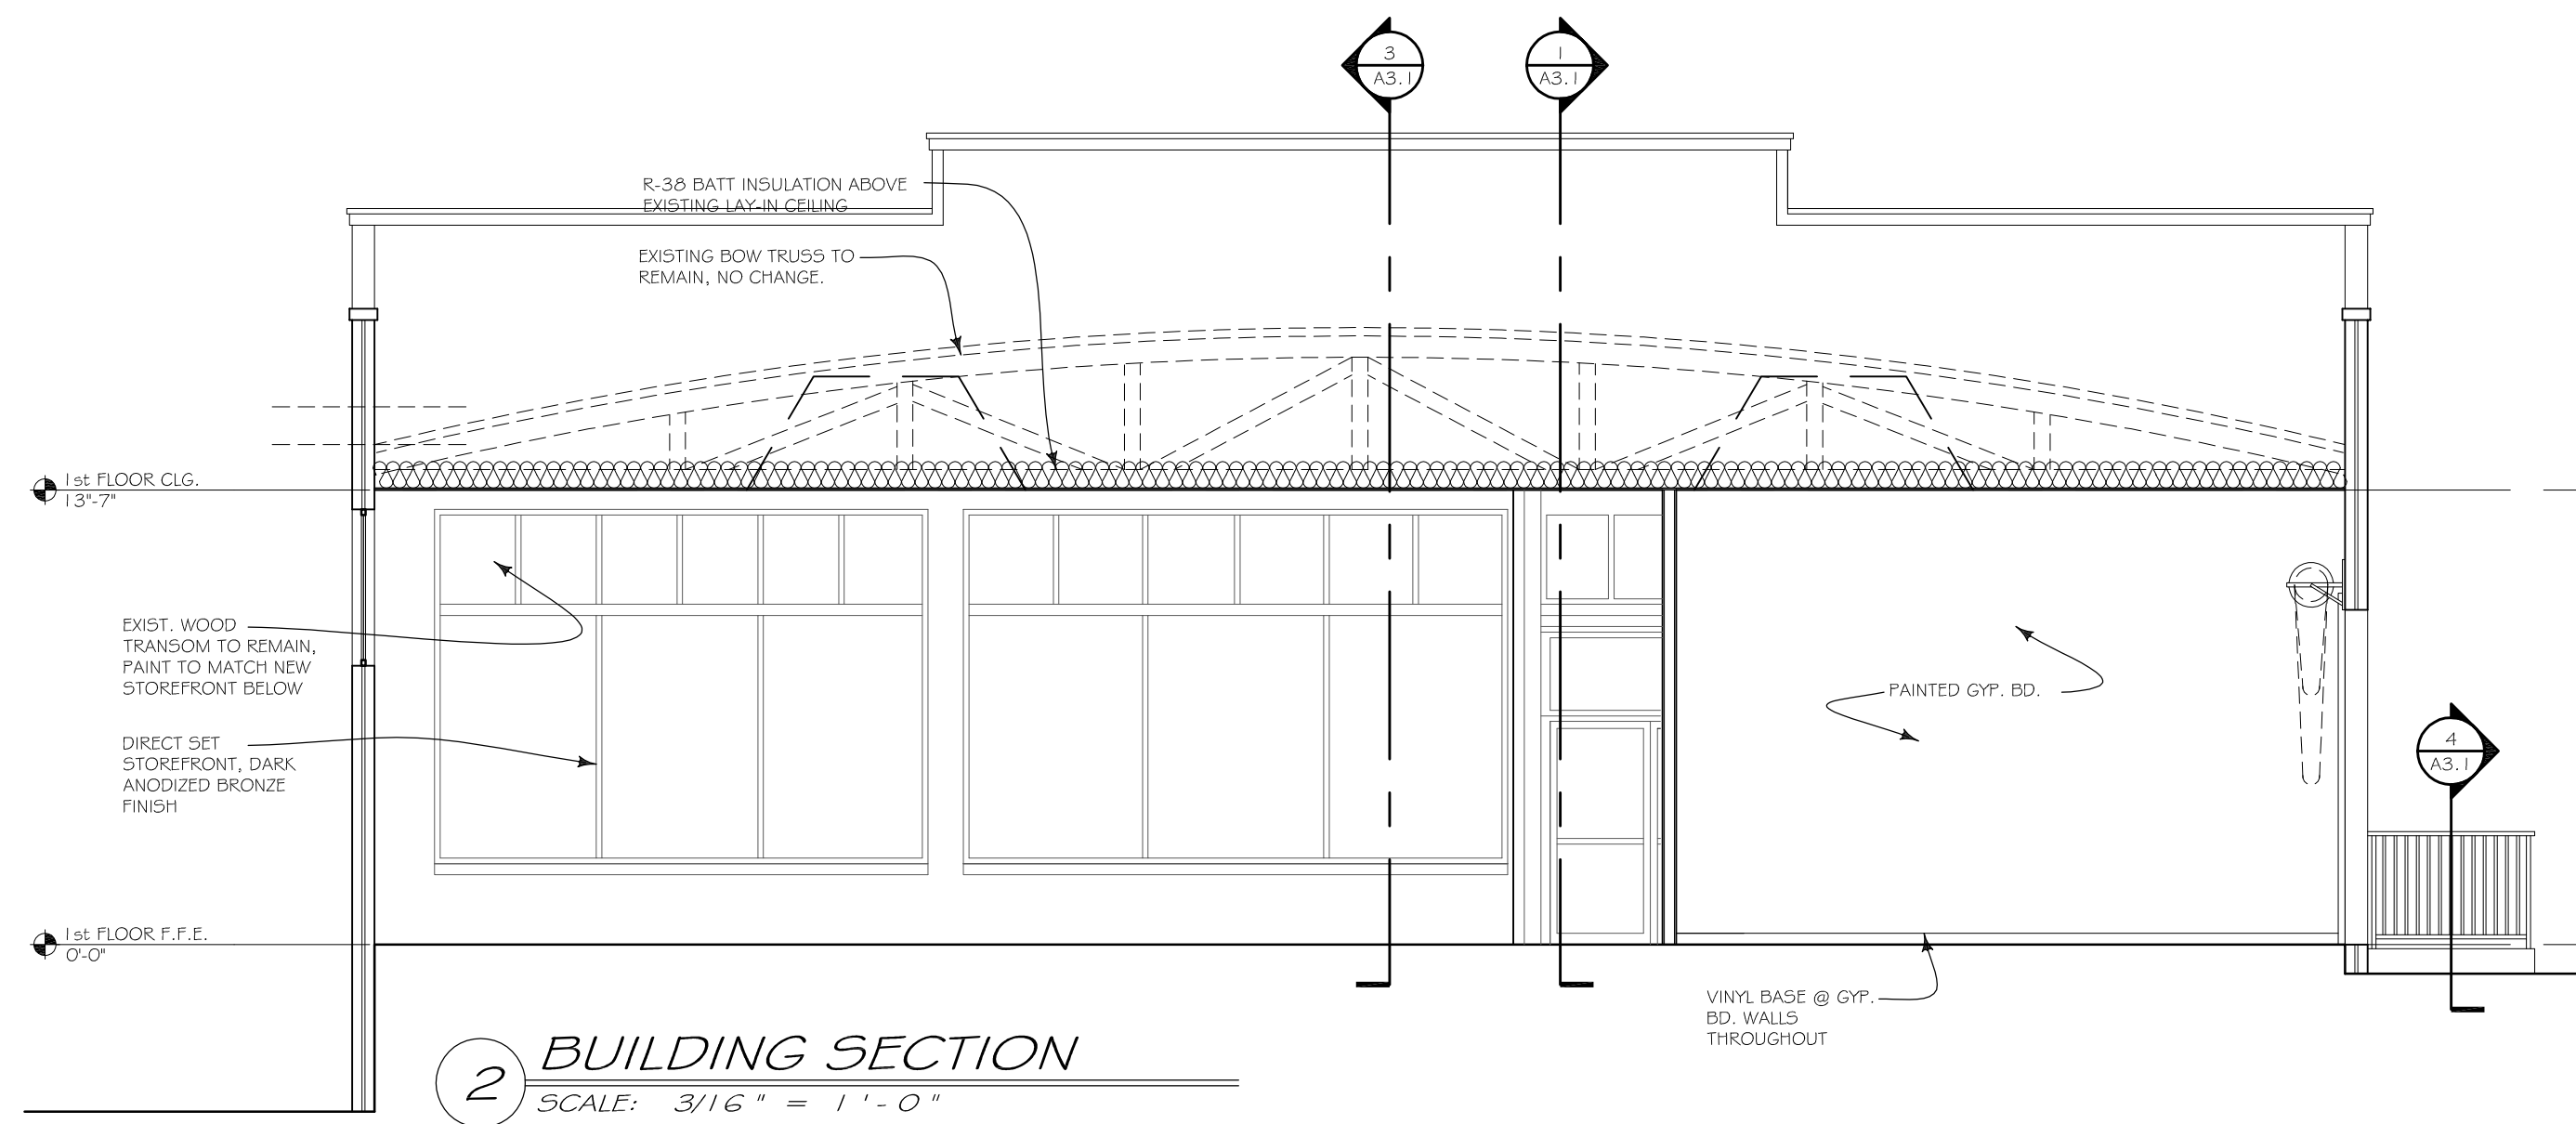 3
A3.1
1
A3.1
R-38 BATT INSULATION ABOVE
EXISTING LAY-IN CEILING
EXISTING BOW TRUSS TO
REMAIN, NO CHANGE.
1st FLOOR CLG.
13"-7"
EXIST. WOOD
TRANSOM TO REMAIN,
PAINT TO MATCH NEW
STOREFRONT BELOW
PAINTED GYP. BD.
DIRECT SET
STOREFRONT, DARK
ANODIZED BRONZE
FINISH
4
A3.1
1st FLOOR F.F.E.
0'-0"
VINYL BASE @ GYP.
BD. WALLS
THROUGHOUT
2
BUILDING SECTION
SCALE: 3/16" = 1'-0"